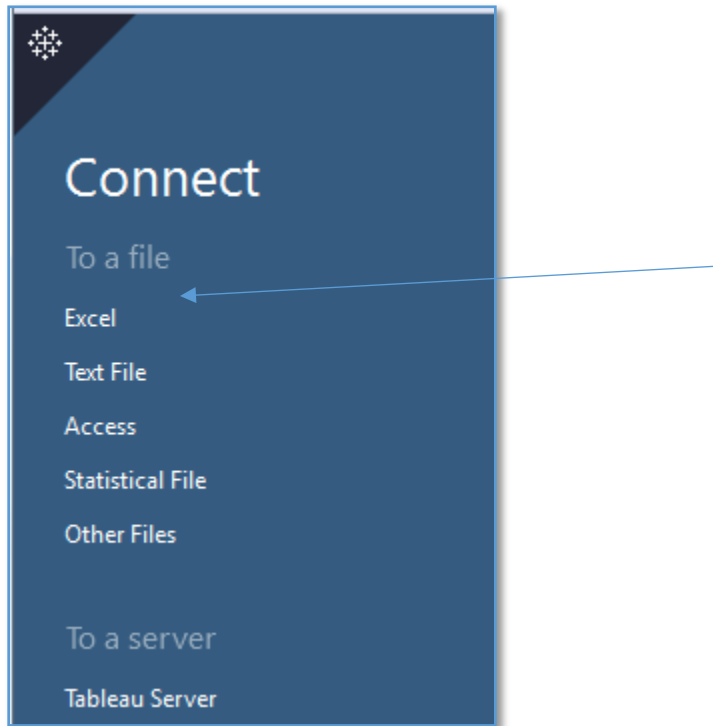 Connect
To a file
Excel
Text File
Access
Statistical File
Other Files
To a server
Tableau Server